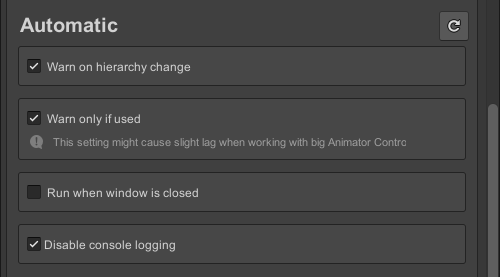 Automatic
Warn on hierarchy change
Warn only if used
This setting might cause slight lag when working with big Animator Contro
Run when window is closed
Disable console logging